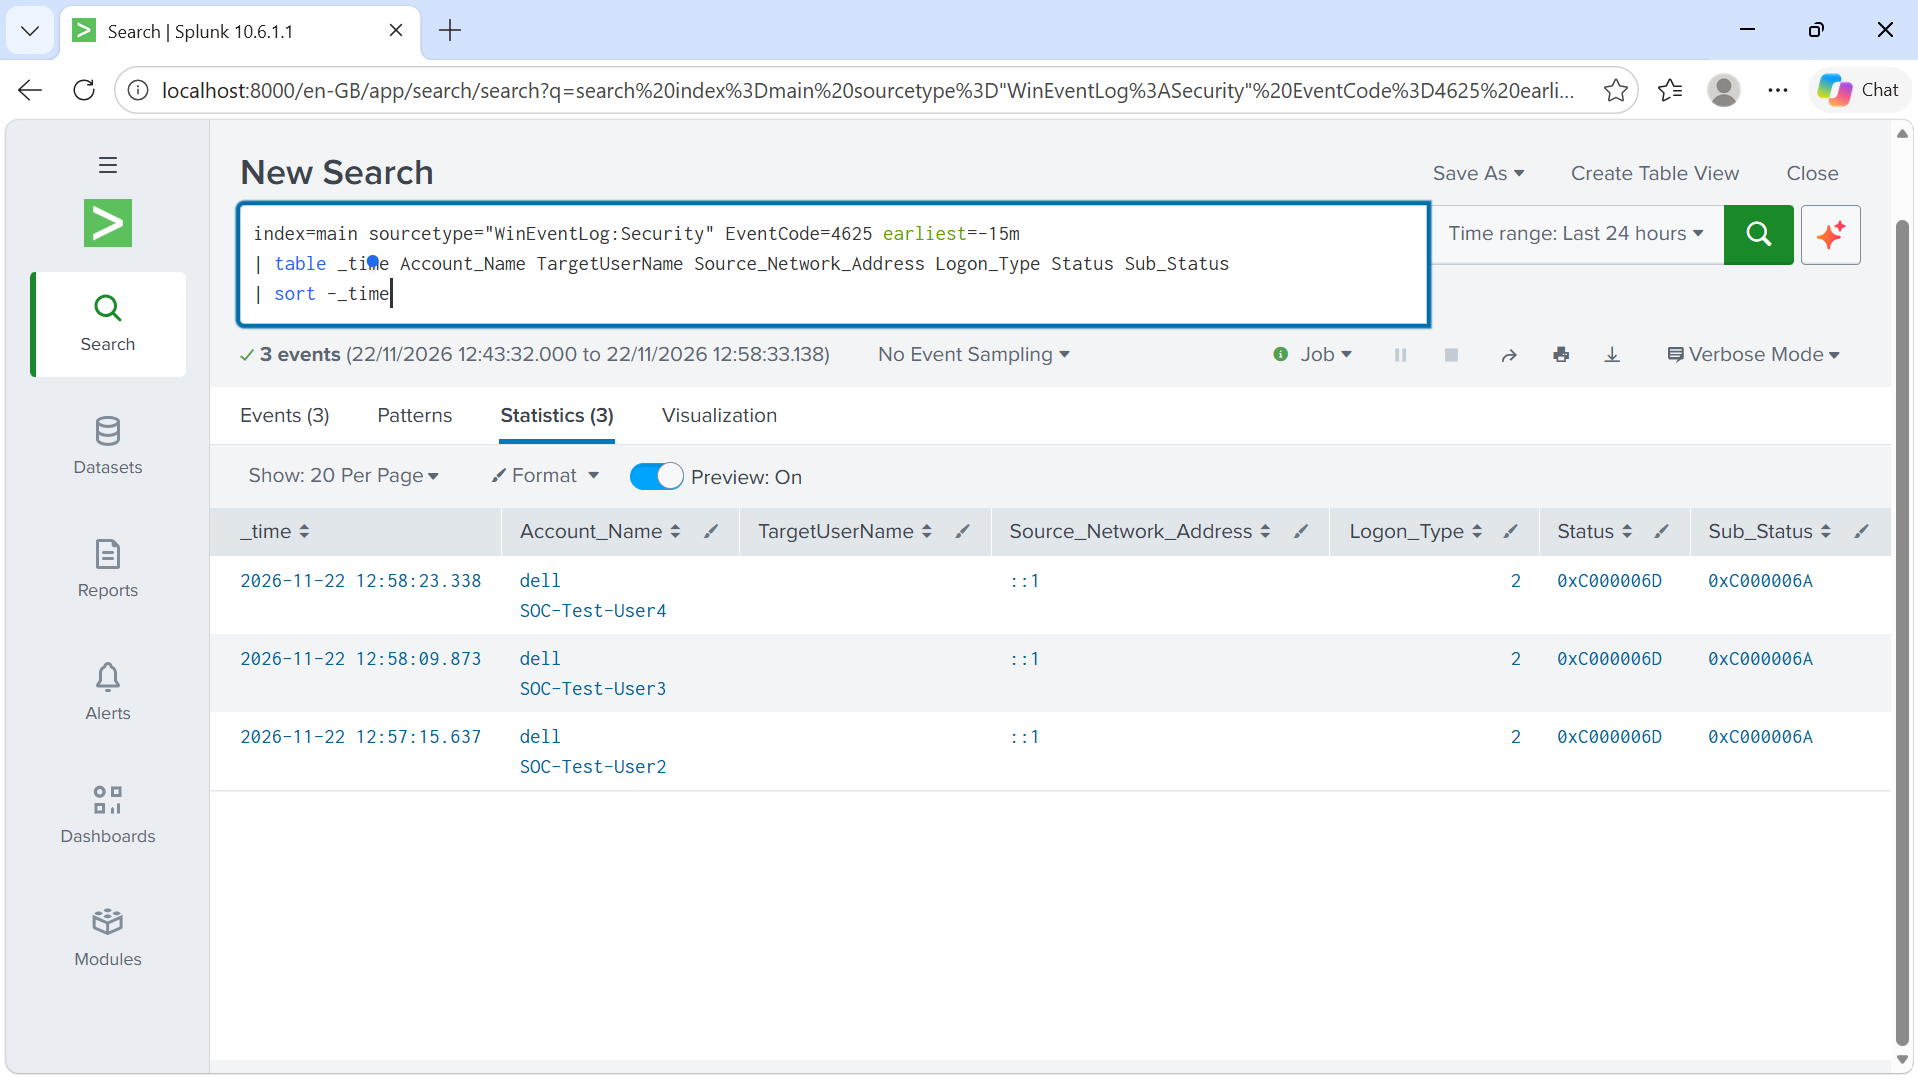 Search | Splunk 10.6.1.1
localhost:8000/en-GB/app/search/search?q=search%20index%3Dmain%20sourcetype%3D"WinEventLog%3ASecurity"%20EventCode%3D4625%20earli...
Chat
New Search
Save As
Create Table View
Close
index=main sourcetype="WinEventLog:Security" EventCode=4625 earliest=-15m
| table _time Account_Name TargetUserName Source_Network_Address Logon_Type Status Sub_Status
| sort -_time
Time range: Last 24 hours
3 events (22/11/2026 12:43:32.000 to 22/11/2026 12:58:33.138)
No Event Sampling
Job
Verbose Mode
Search
Datasets
Reports
Alerts
Dashboards
Modules
Events (3)
Patterns
Statistics (3)
Visualization
Show: 20 Per Page
Format
Preview: On
_time Account_Name TargetUserName Source_Network_Address Logon_Type Status Sub_Status
2026-11-22 12:58:23.338 dell ::1 2 0xC000006D 0xC000006A
SOC-Test-User4
2026-11-22 12:58:09.873 dell ::1 2 0xC000006D 0xC000006A
SOC-Test-User3
2026-11-22 12:57:15.637 dell ::1 2 0xC000006D 0xC000006A
SOC-Test-User2